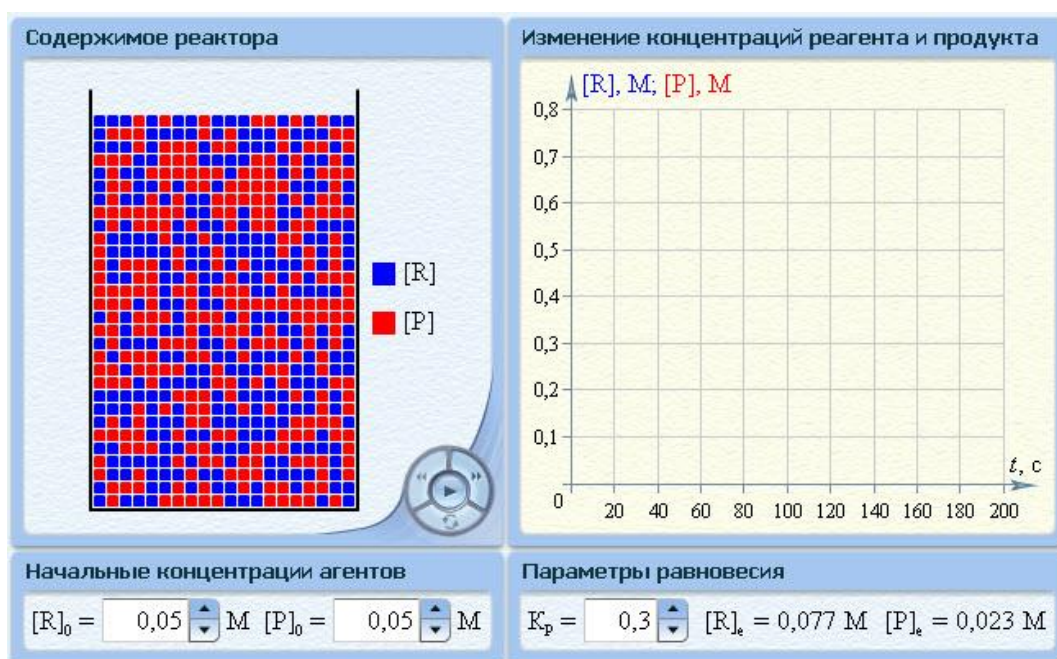 Содержимое реактора
[R]
[P]
Изменение концентраций реагента и продукта
[R], М; [P], М
0,8
0,7
0,6
0,5
0,4
0,3
0,2
0,1
0
20 40 60 80 100 120 140 160 180 200
t, с
Начальные концентрации агентов
[R]₀ = 0,05 М [P]₀ = 0,05 М
Параметры равновесия
Kₚ = 0,3 [R]ₑ = 0,077 М [P]ₑ = 0,023 М